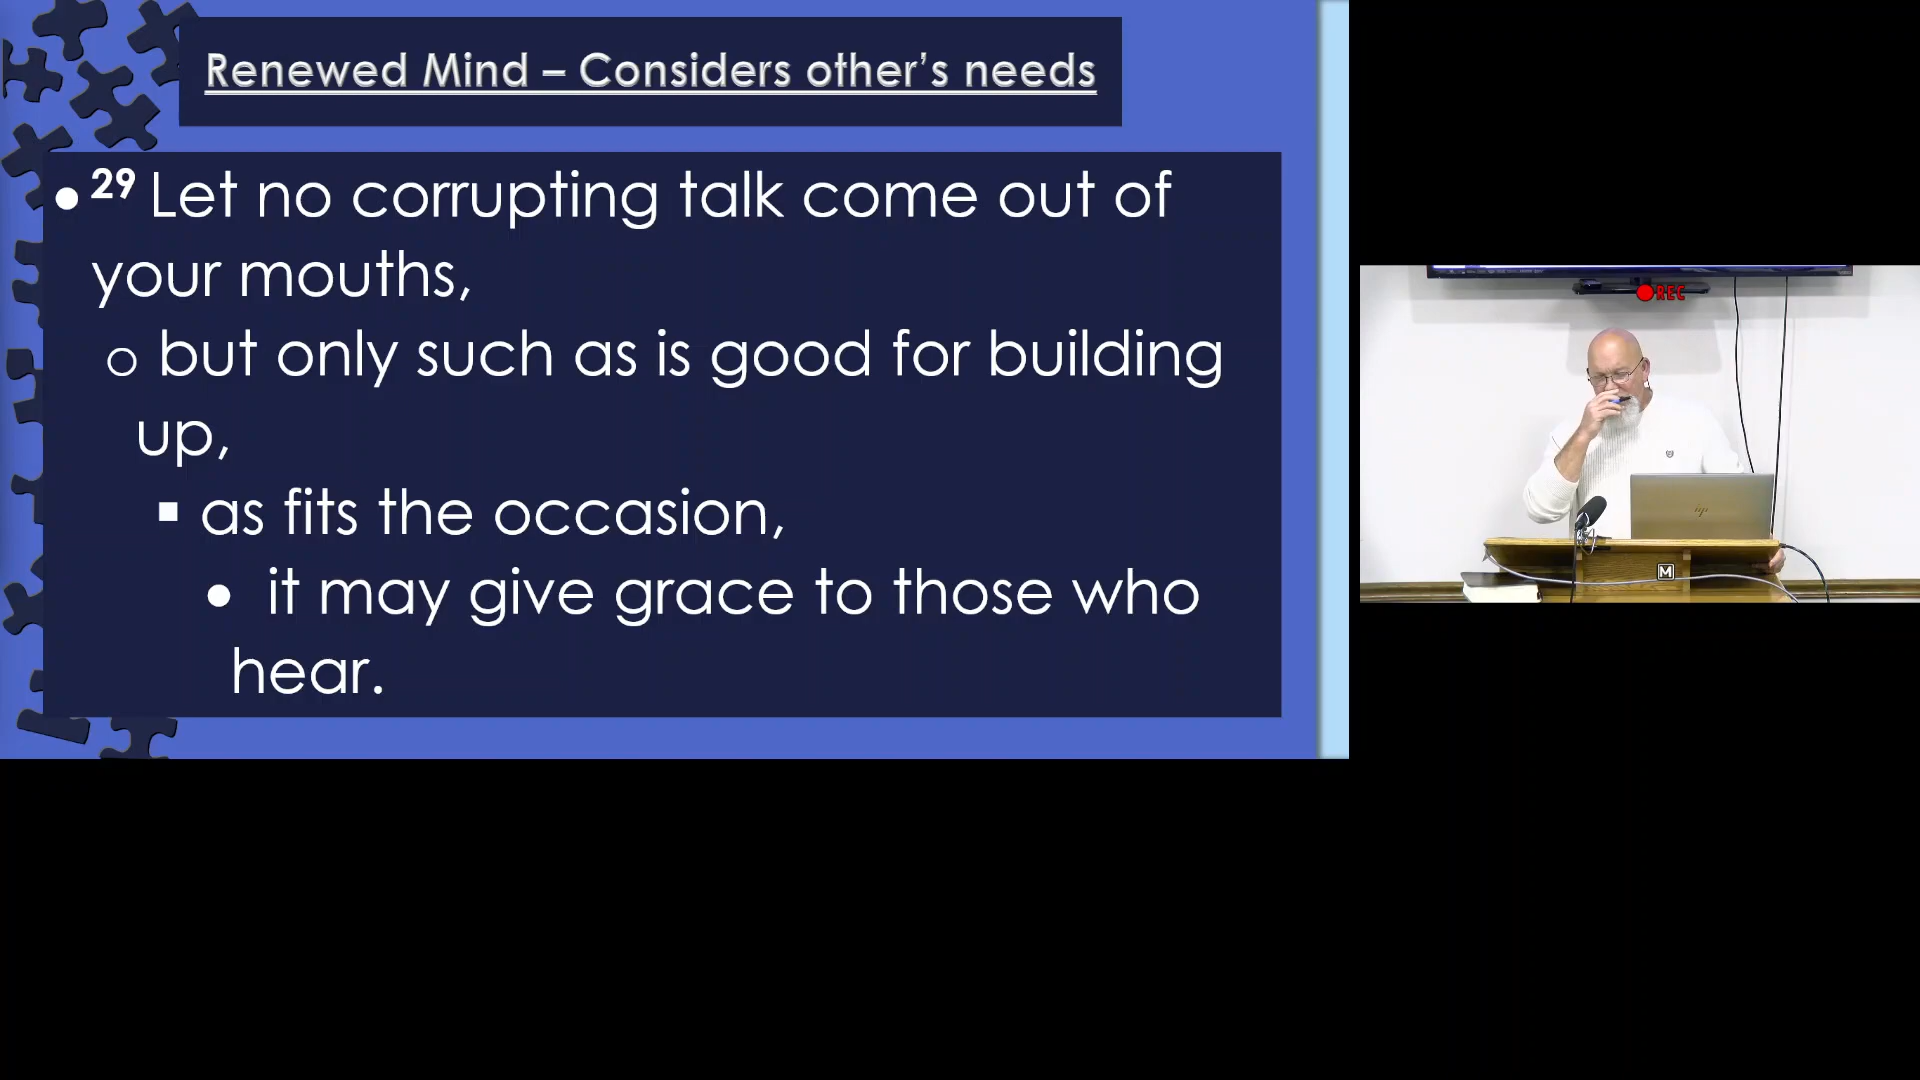 Renewed Mind – Considers other’s needs
• 29 Let no corrupting talk come out of
your mouths,
o but only such as is good for building
up,
▪ as fits the occasion,
• it may give grace to those who
hear.
REC
hp
M